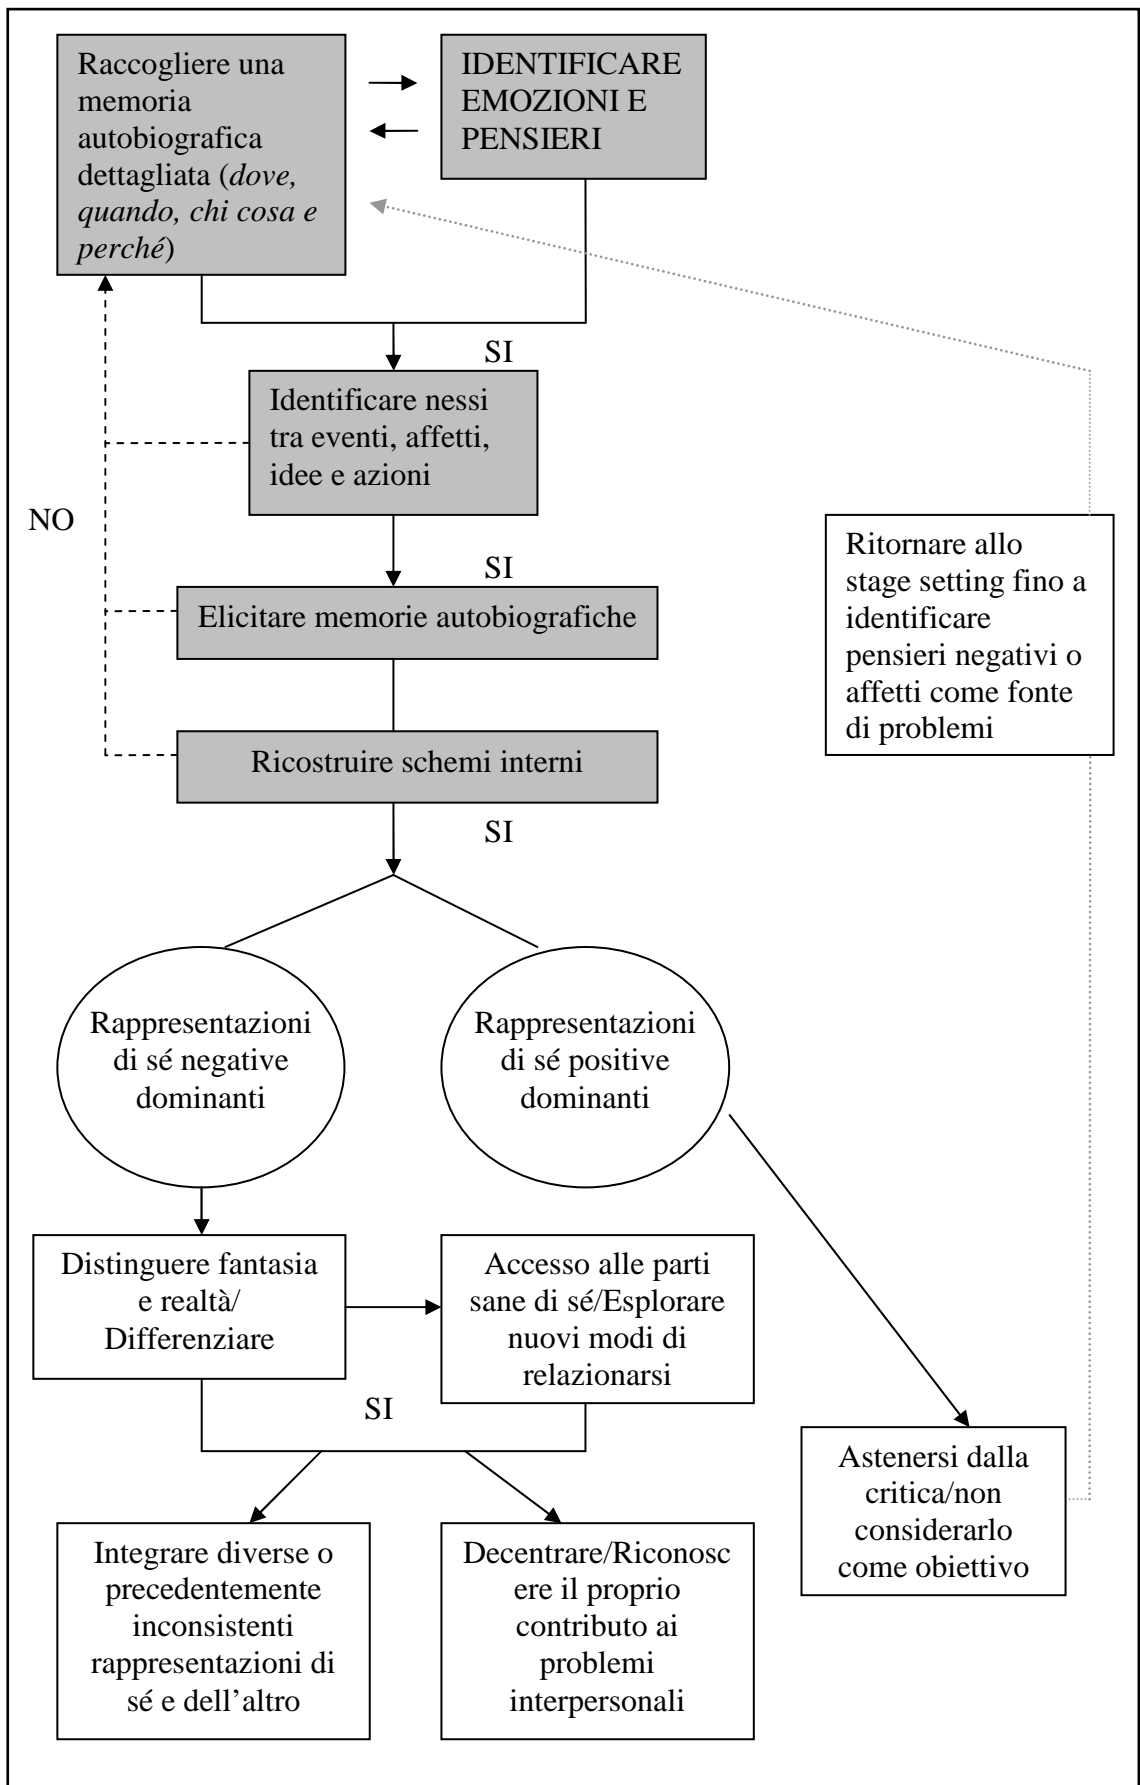 Raccogliere una
memoria
autobiografica
dettagliata (dove,
quando, chi cosa e
perché)
IDENTIFICARE
EMOZIONI E
PENSIERI
SI
Identificare nessi
tra eventi, affetti,
idee e azioni
NO
SI
Elicitare memorie autobiografiche
Ricostruire schemi interni
SI
Ritornare allo
stage setting fino a
identificare
pensieri negativi o
affetti come fonte
di problemi
Rappresentazioni
di sé negative
dominanti
Rappresentazioni
di sé positive
dominanti
Distinguere fantasia
e realtà/
Differenziare
Accesso alle parti
sane di sé/Esplorare
nuovi modi di
relazionarsi
SI
Astenersi dalla
critica/non
considerarlo
come obiettivo
Integrare diverse o
precedentemente
inconsistenti
rappresentazioni di
sé e dell’altro
Decentrare/Riconosc
ere il proprio
contributo ai
problemi
interpersonali